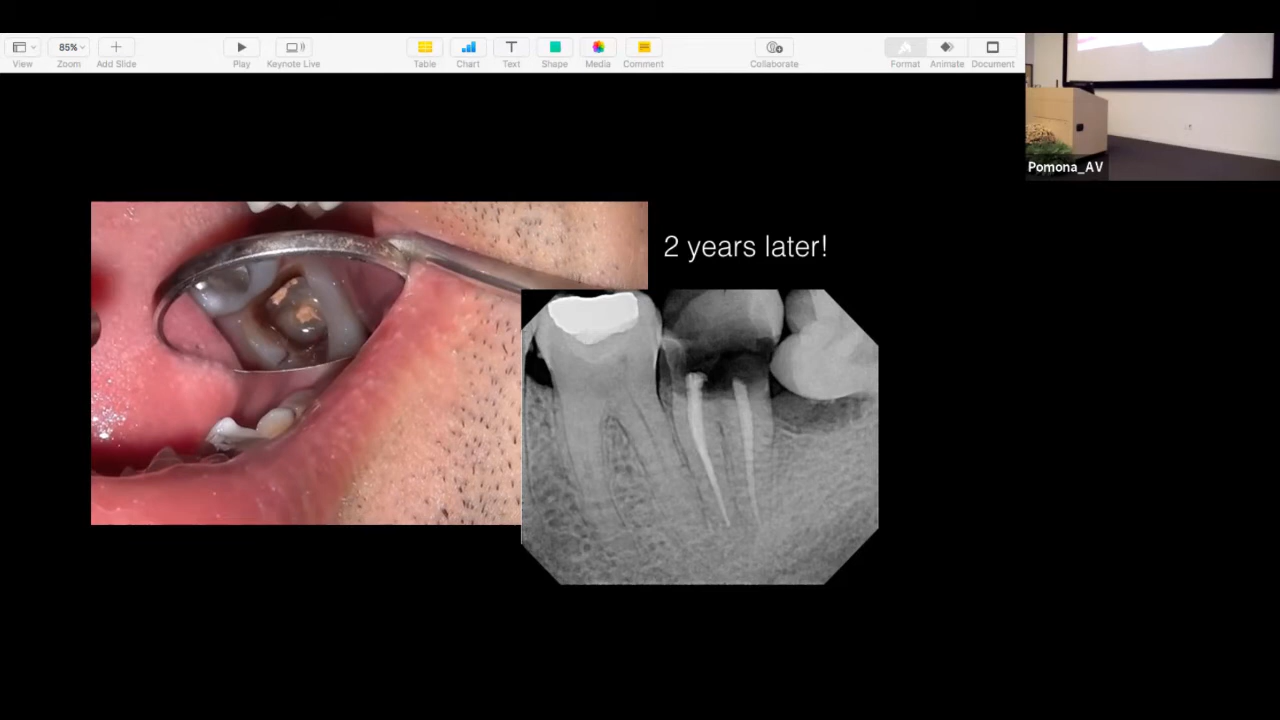 85%
View
Zoom
Add Slide
Play
Keynote Live
Table
Chart
Text
Shape
Media
Comment
Collaborate
Format
Animate
Document
Pomona_AV
2 years later!